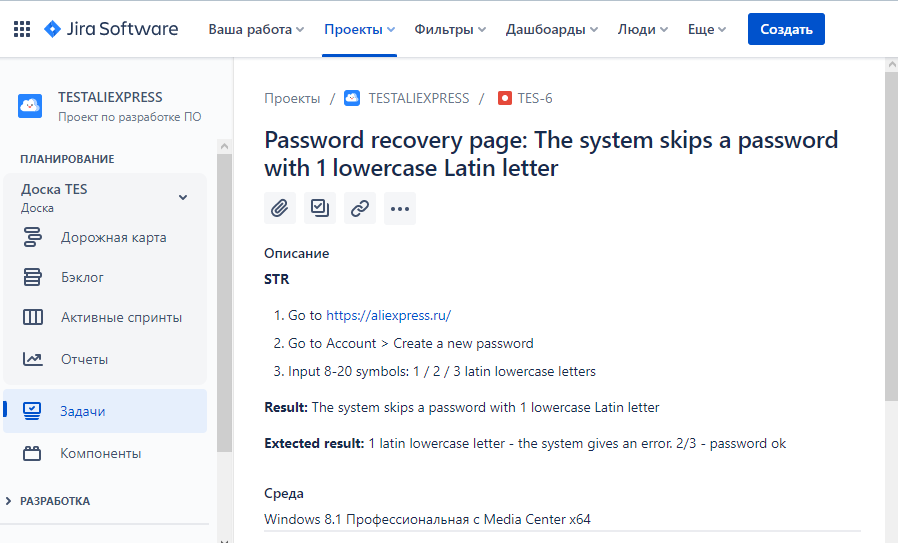 Jira Software Ваша работа Проекты Фильтры Дашбоарды Люди Еще Создать
TESTALIEXPRESS
Проект по разработке ПО
ПЛАНИРОВАНИЕ
Доска TES
Доска
Дорожная карта
Бэклог
Активные спринты
Отчеты
Задачи
Компоненты
РАЗРАБОТКА
Проекты / TESTALIEXPRESS / TES-6
Password recovery page: The system skips a password
with 1 lowercase Latin letter
Описание
STR
1. Go to https://aliexpress.ru/
2. Go to Account > Create a new password
3. Input 8-20 symbols: 1 / 2 / 3 latin lowercase letters
Result: The system skips a password with 1 lowercase Latin letter
Extected result: 1 latin lowercase letter - the system gives an error. 2/3 - password ok
Среда
Windows 8.1 Профессиональная с Media Center x64